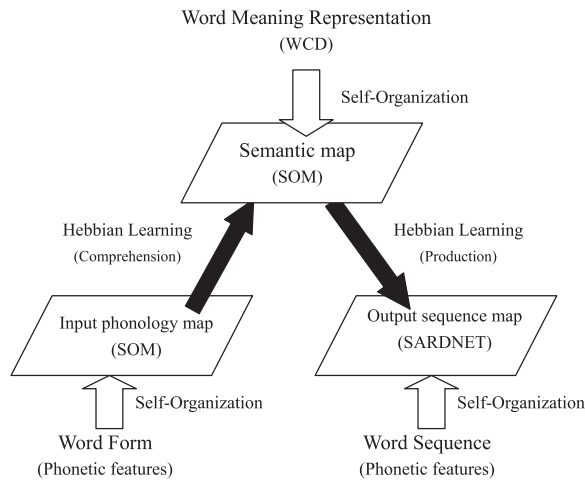 Word Meaning Representation
(WCD)
Self-Organization
Semantic map
(SOM)
Hebbian Learning
(Comprehension)
Hebbian Learning
(Production)
Input phonology map
(SOM)
Output sequence map
(SARDNET)
Self-Organization
Self-Organization
Word Form
(Phonetic features)
Word Sequence
(Phonetic features)